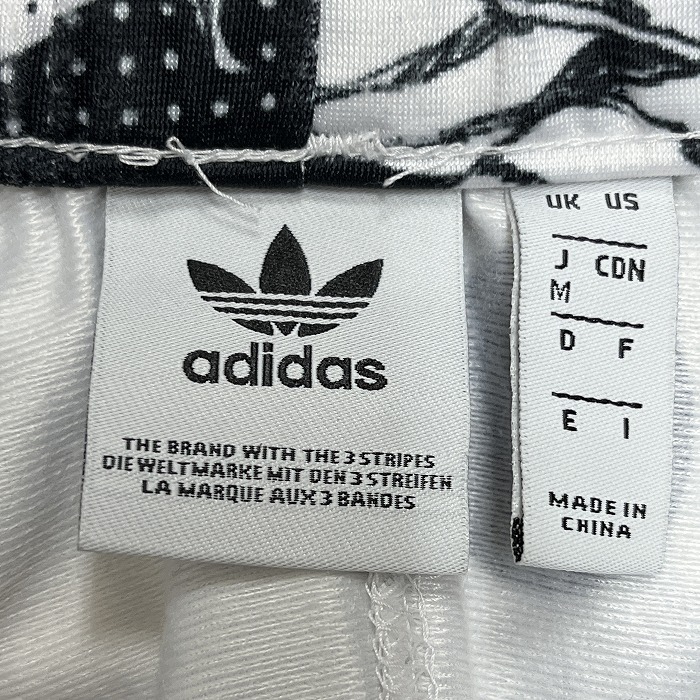 adidas
THE BRAND WITH THE 3 STRIPES
DIE WELTMARKE MIT DEN 3 STREIFEN
LA MARQUE AUX 3 BANDES
UK US
J CDN
M
D F
E I
MADE IN
CHINA